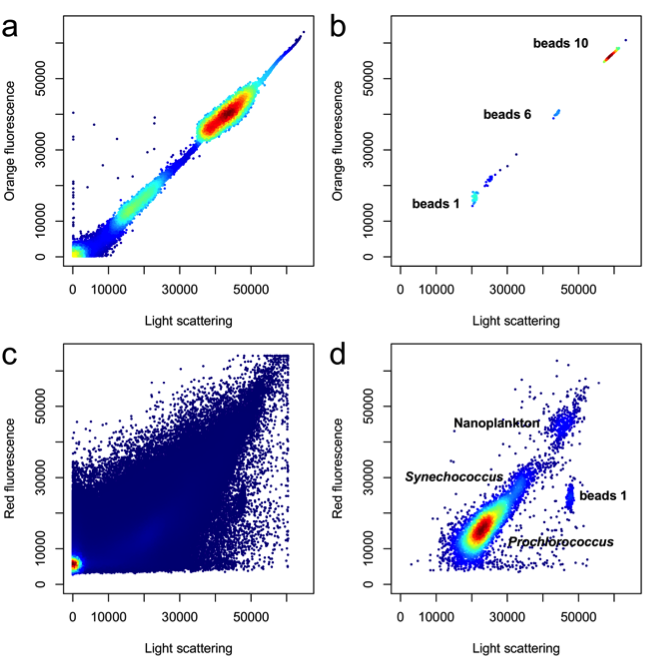 a
Orange fluorescence
0 10000 30000 50000
0 10000 30000 50000
Light scattering
b
Orange fluorescence
0 10000 30000 50000
beads 10
beads 6
beads 1
0 10000 30000 50000
Light scattering
c
Red fluorescence
0 10000 30000 50000
0 10000 30000 50000
Light scattering
d
Red fluorescence
0 10000 30000 50000
Nanoplankton
Synechococcus
beads 1
Prochlorococcus
0 10000 30000 50000
Light scattering